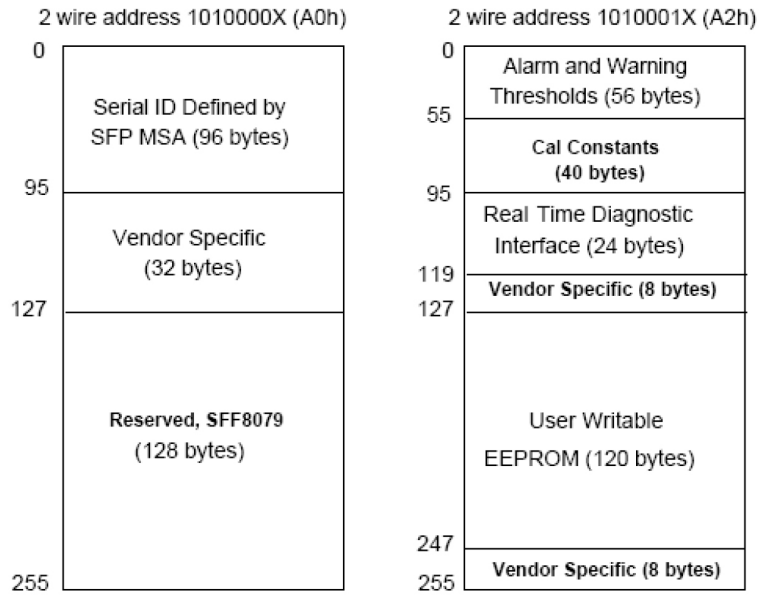 2 wire address 1010000X (A0h)
0
Serial ID Defined by
SFP MSA (96 bytes)
95
Vendor Specific
(32 bytes)
127
Reserved, SFF8079
(128 bytes)
255
2 wire address 1010001X (A2h)
0
Alarm and Warning
Thresholds (56 bytes)
55
Cal Constants
(40 bytes)
95
Real Time Diagnostic
Interface (24 bytes)
119
Vendor Specific (8 bytes)
127
User Writable
EEPROM (120 bytes)
247
Vendor Specific (8 bytes)
255